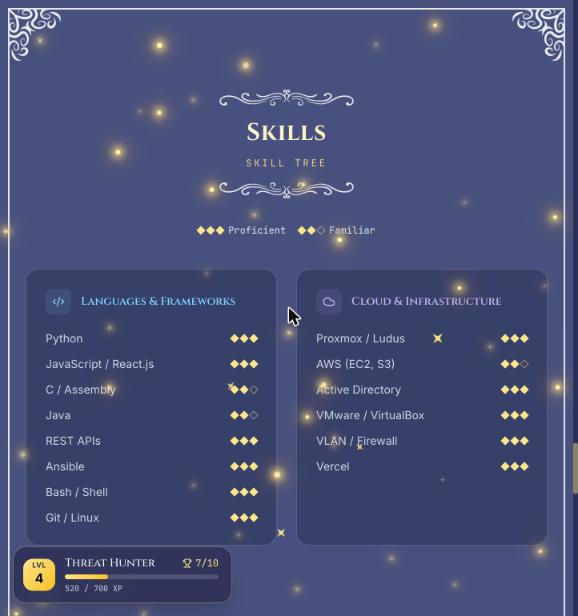 SKILLS
SKILL TREE
◆◆◆ Proficient ◆◆◇ Familiar
</> LANGUAGES & FRAMEWORKS
Python ◆◆◆
JavaScript / React.js ◆◆◆
C / Assembly ◆◆◇
Java ◆◆◇
REST APIs ◆◆◆
Ansible ◆◆◆
Bash / Shell ◆◆◆
Git / Linux ◆◆◆
CLOUD & INFRASTRUCTURE
Proxmox / Ludus ◆◆◆
AWS (EC2, S3) ◆◆◇
Active Directory ◆◆◆
VMware / VirtualBox ◆◆◆
VLAN / Firewall ◆◆◆
Vercel ◆◆◆
LVL
4
THREAT HUNTER 7/10
520 / 700 XP